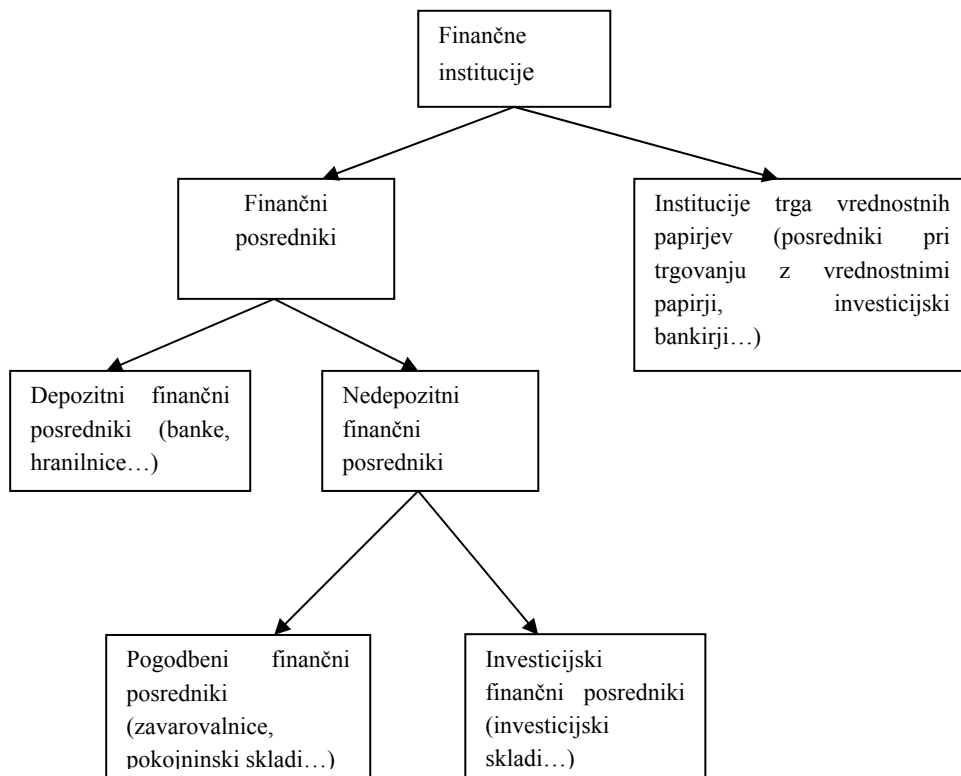 Finančne
institucije
Finančni
posredniki
Institucije trga vrednostnih
papirjev (posredniki pri
trgovanju z vrednostnimi
papirji, investicijski
bankirji…)
Depozitni finančni
posredniki (banke,
hranilnice…)
Nedepozitni
finančni
posredniki
Pogodbeni finančni
posredniki
(zavarovalnice,
pokojninski skladi…)
Investicijski
finančni posredniki
(investicijski
skladi…)